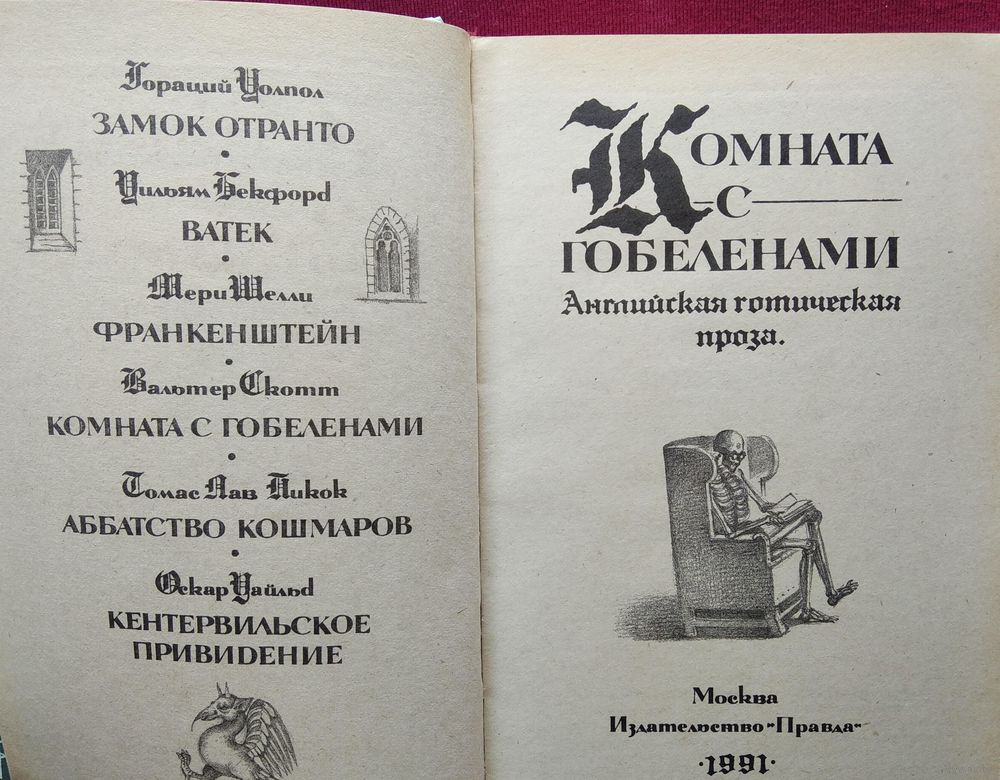 Гораций Уолпол
ЗАМОК ОТРАНТО
•
Уильям Бекфорд
ВАТЕК
•
Мери Шелли
ФРАНКЕНШТЕЙН
•
Вальтер Скотт
КОМНАТА С ГОБЕЛЕНАМИ
•
Томас Лав Пикок
АББАТСТВО КОШМАРОВ
•
Оскар Уайльд
КЕНТЕРВИЛЬСКОЕ
ПРИВИДЕНИЕ
КОМНАТА
С
ГОБЕЛЕНАМИ
Английская готическая
проза.
Москва
Издательство "Правда"
·1991·